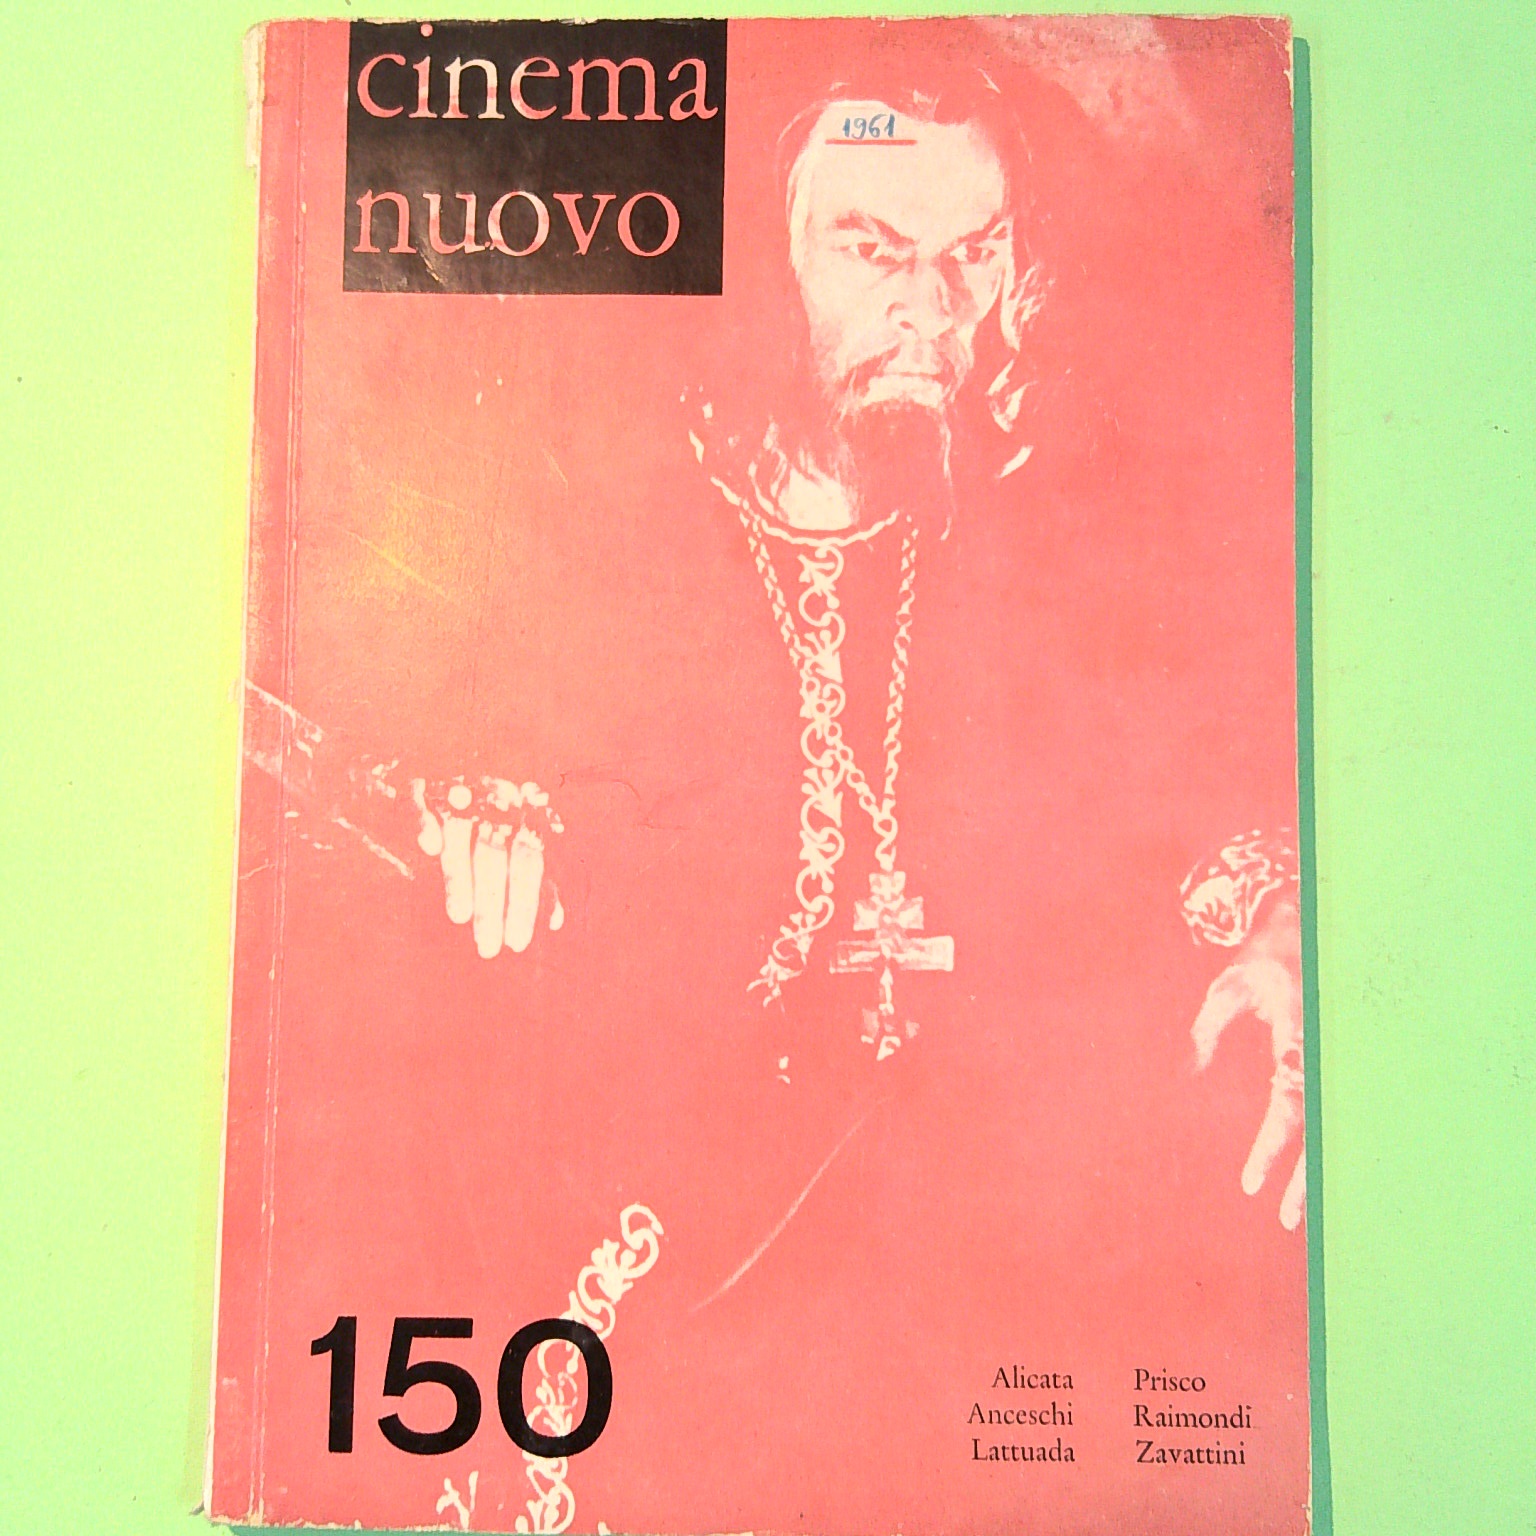 cinema
nuovo
1961
150
Alicata Prisco
Anceschi Raimondi
Lattuada Zavattini